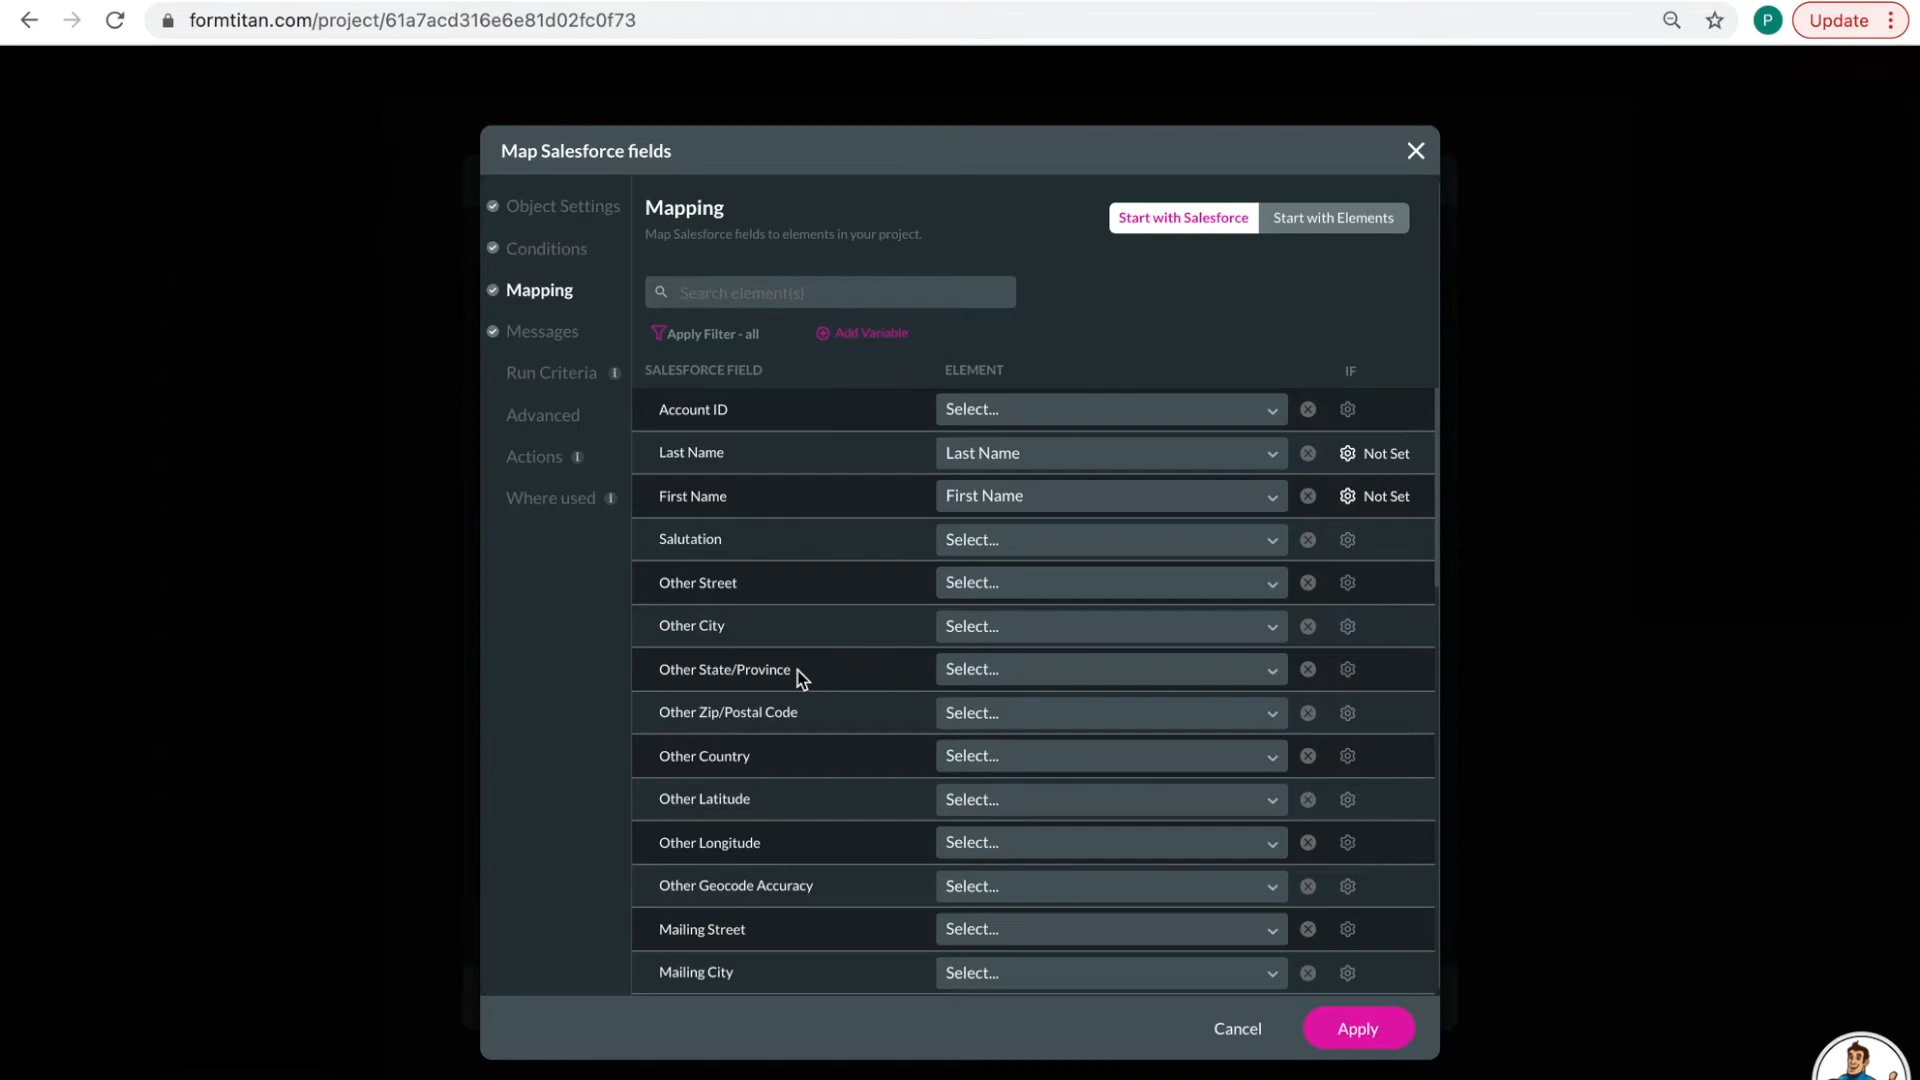 formtitan.com/project/61a7acd316e6e81d02fc0f73
P
Update
Map Salesforce fields
Object Settings
Conditions
Mapping
Messages
Run Criteria i
Advanced
Actions i
Where used i
Mapping
Map Salesforce fields to elements in your project.
Start with Salesforce Start with Elements
Search element(s)
Apply Filter - all Add Variable
SALESFORCE FIELD ELEMENT IF
Account ID Select...
Last Name Last Name Not Set
First Name First Name Not Set
Salutation Select...
Other Street Select...
Other City Select...
Other State/Province Select...
Other Zip/Postal Code Select...
Other Country Select...
Other Latitude Select...
Other Longitude Select...
Other Geocode Accuracy Select...
Mailing Street Select...
Mailing City Select...
Cancel Apply